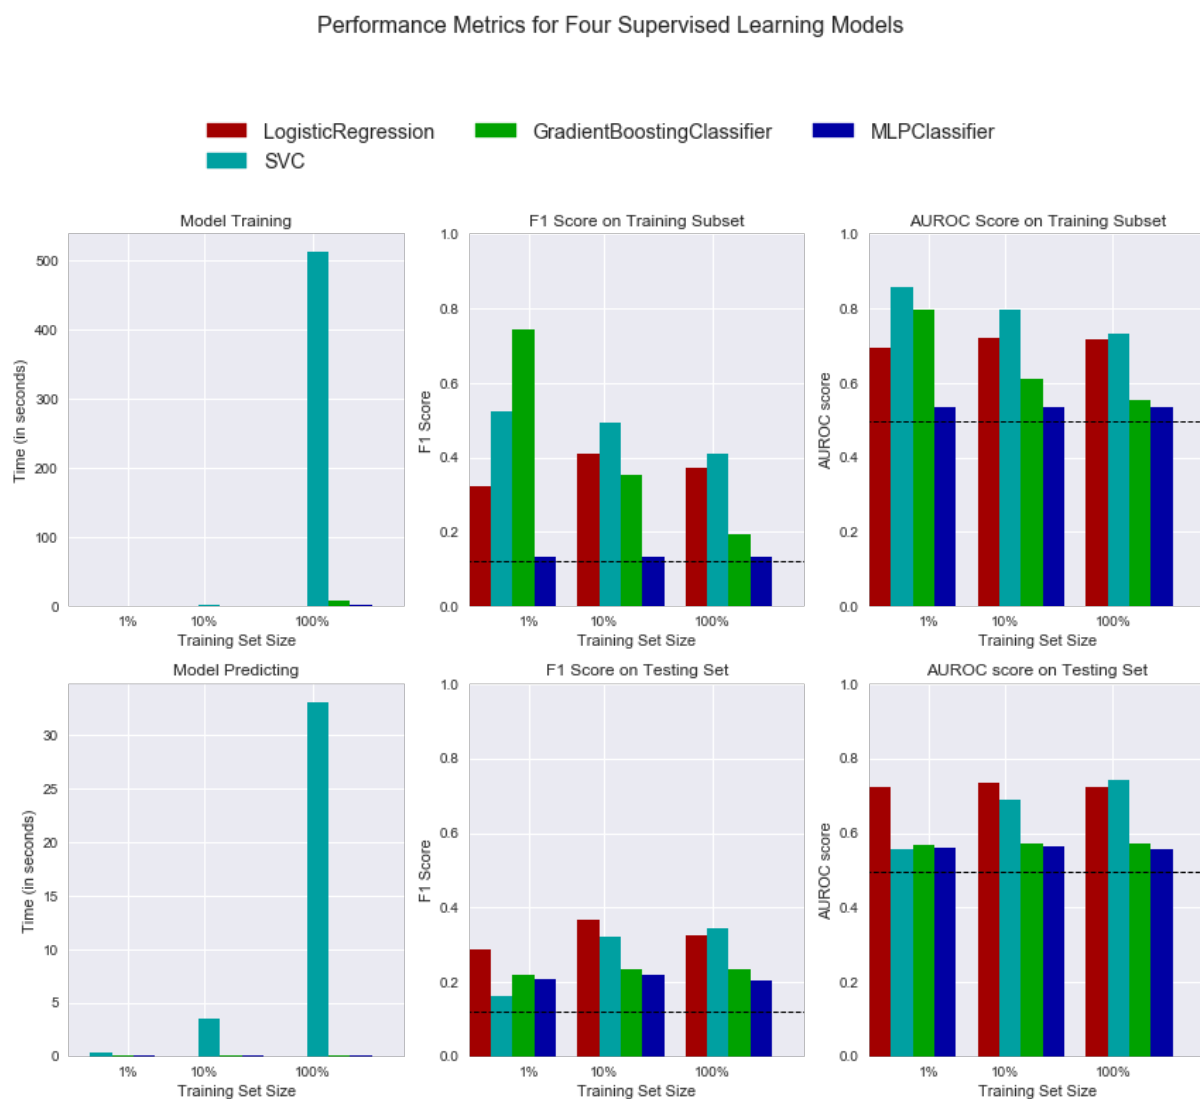 Performance Metrics for Four Supervised Learning Models
LogisticRegression
GradientBoostingClassifier
MLPClassifier
SVC
Model Training
Time (in seconds)
500
400
300
200
100
0
1%
10%
100%
Training Set Size
F1 Score on Training Subset
F1 Score
1.0
0.8
0.6
0.4
0.2
0.0
1%
10%
100%
Training Set Size
AUROC Score on Training Subset
AUROC score
1.0
0.8
0.6
0.4
0.2
0.0
1%
10%
100%
Training Set Size
Model Predicting
Time (in seconds)
30
25
20
15
10
5
0
1%
10%
100%
Training Set Size
F1 Score on Testing Set
F1 Score
1.0
0.8
0.6
0.4
0.2
0.0
1%
10%
100%
Training Set Size
AUROC score on Testing Set
AUROC score
1.0
0.8
0.6
0.4
0.2
0.0
1%
10%
100%
Training Set Size